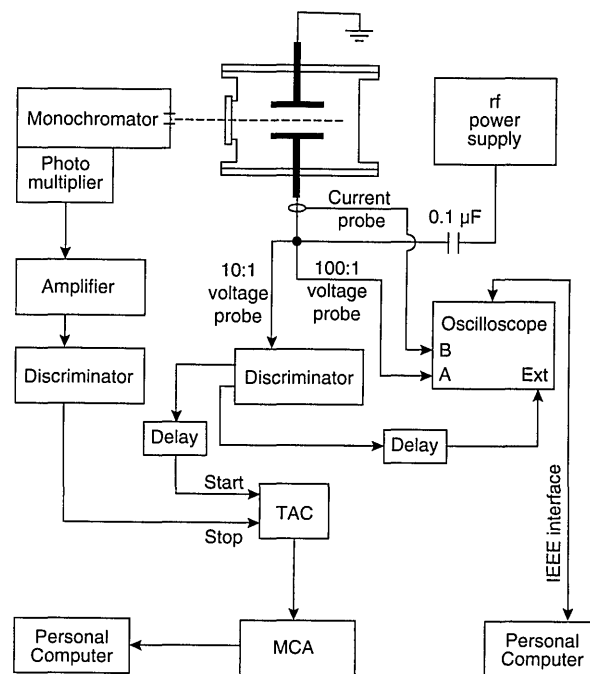 Monochromator
Photo
multiplier
rf
power
supply
Current
probe
0.1 μF
10:1
voltage
probe
100:1
voltage
probe
Amplifier
Oscilloscope
B
A
Ext
Discriminator
Discriminator
Delay
Delay
Start
TAC
Stop
IEEE interface
Personal
Computer
MCA
Personal
Computer